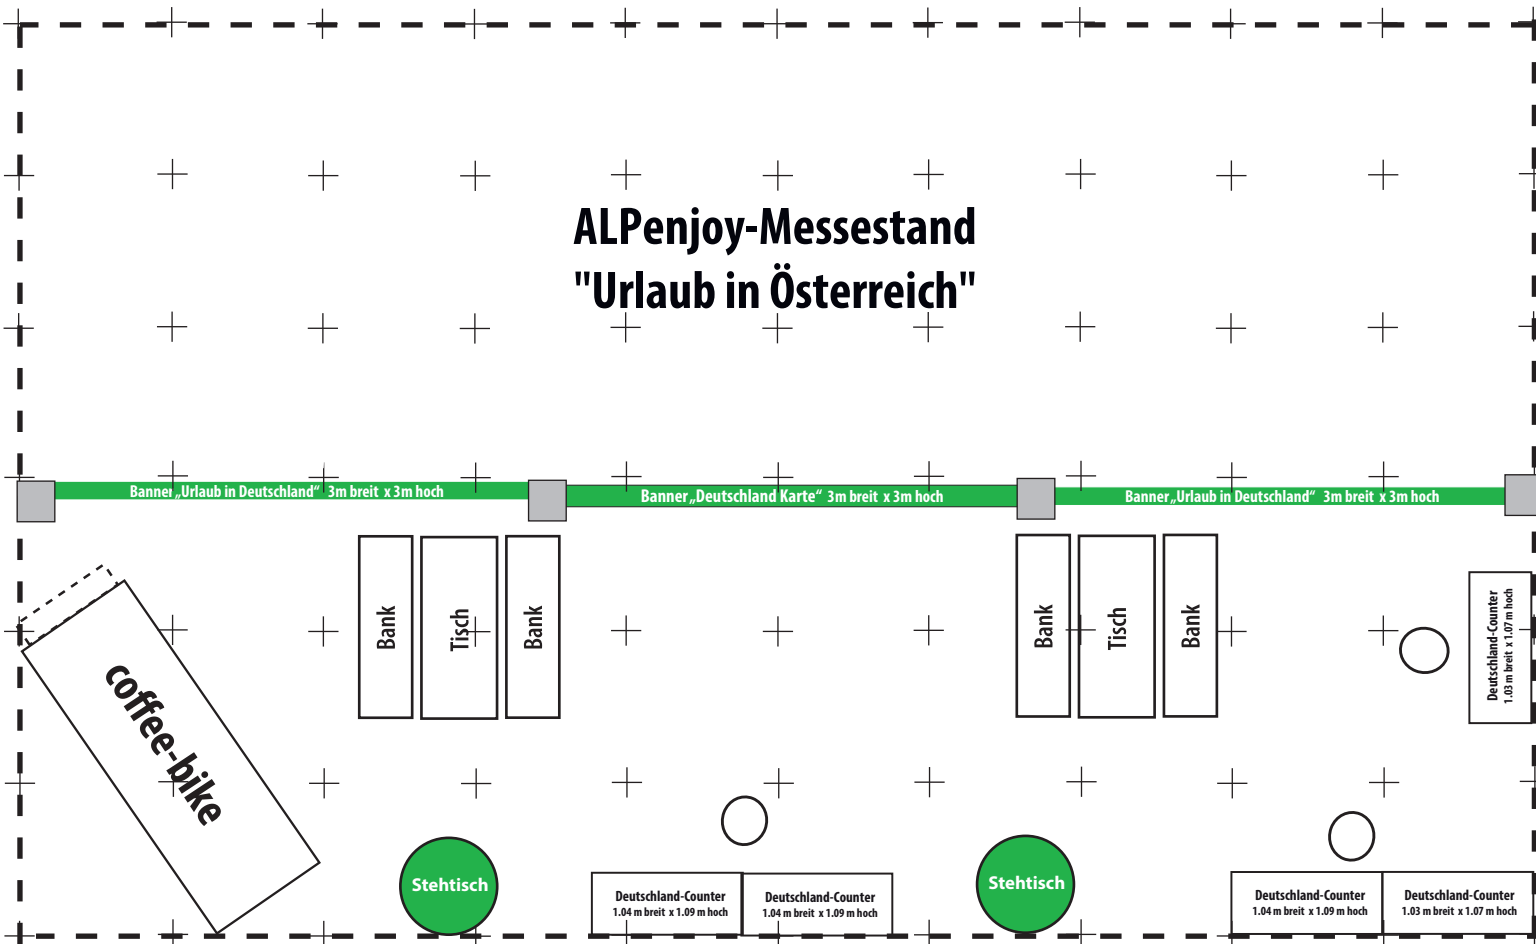 ALPenjoy-Messestand
"Urlaub in Österreich"
Banner „Urlaub in Deutschland“ 3m breit x 3m hoch
Banner „Deutschland Karte“ 3m breit x 3m hoch
Banner „Urlaub in Deutschland“ 3m breit x 3m hoch
Bank
Tisch
Bank
Bank
Tisch
Bank
Deutschland-Counter
1.03 m breit x 1.07 m hoch
coffee-bike
Stehtisch
Deutschland-Counter
1.04 m breit x 1.09 m hoch
Deutschland-Counter
1.04 m breit x 1.09 m hoch
Stehtisch
Deutschland-Counter
1.04 m breit x 1.09 m hoch
Deutschland-Counter
1.03 m breit x 1.07 m hoch